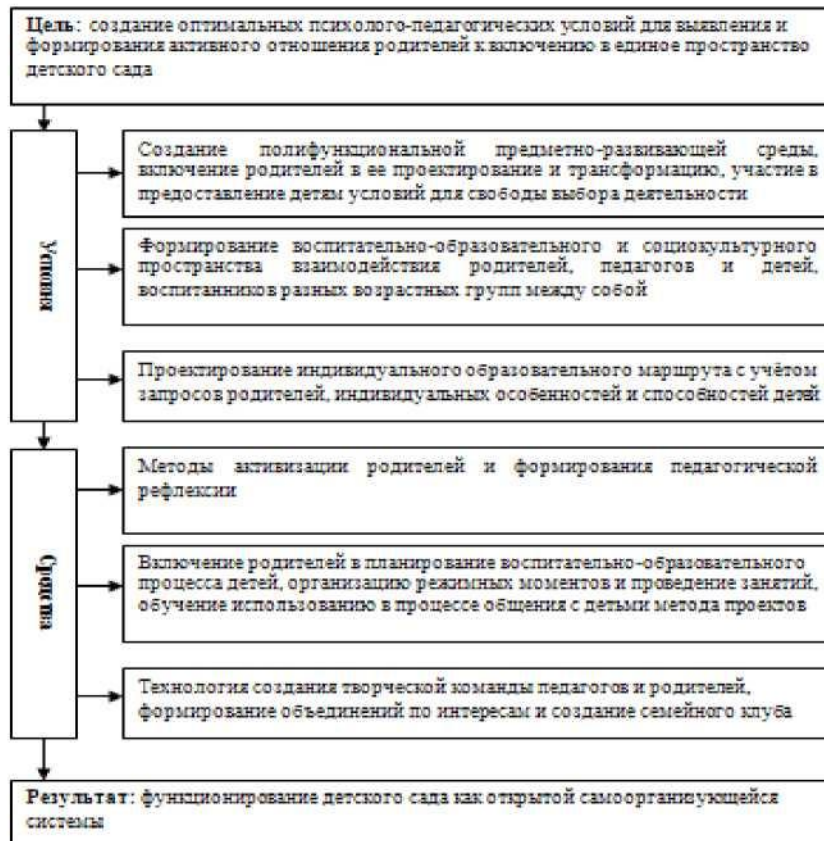 Цель: создание оптимальных психолого-педагогических условий для выявления и
формирования активного отношения родителей к включению в единое пространство
детского сада
Условия
Создание полифункциональной предметно-развивающей среды,
включение родителей в ее проектирование и трансформацию, участие в
предоставление детям условий для свободы выбора деятельности
Формирование воспитательно-образовательного и социокультурного
пространства взаимодействия родителей, педагогов и детей,
воспитанников разных возрастных групп между собой
Проектирование индивидуального образовательного маршрута с учётом
запросов родителей, индивидуальных особенностей и способностей детей
Средства
Методы активизации родителей и формирования педагогической
рефлексии
Включение родителей в планирование воспитательно-образовательного
процесса детей, организацию режимных моментов и проведение занятий,
обучение использованию в процессе общения с детьми метода проектов
Технология создания творческой команды педагогов и родителей,
формирование объединений по интересам и создание семейного клуба
Результат: функционирование детского сада как открытой самоорганизующейся
системы